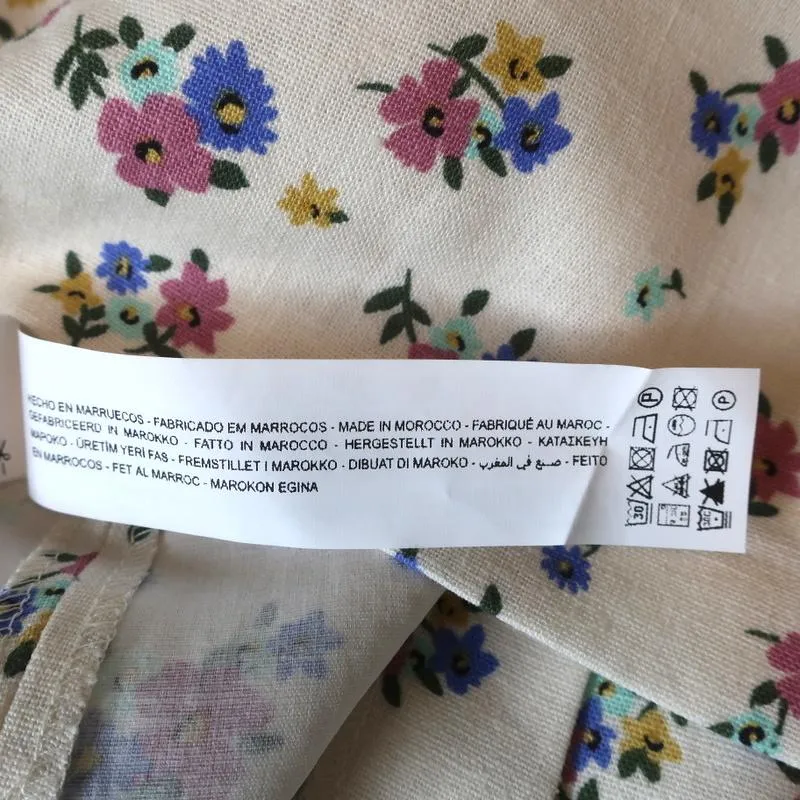 HECHO EN MARRUECOS - FABRICADO EM MARROCOS - MADE IN MOROCCO - FABRIQUÉ AU MAROC -
GEFABRICEERD IN MAROKKO - FATTO IN MAROCCO - HERGESTELLT IN MAROKKO - ΚΑΤΑΣΚΕΥΗ
ΜΑΡΟΚΟ - ÜRETİM YERİ FAS - FREMSTILLET I MAROKKO - DIBUAT DI MAROKO - صنع في المغرب - FEITO
EN MARROCOS - FET AL MARROC - MAROKON EGINA
P
P
30